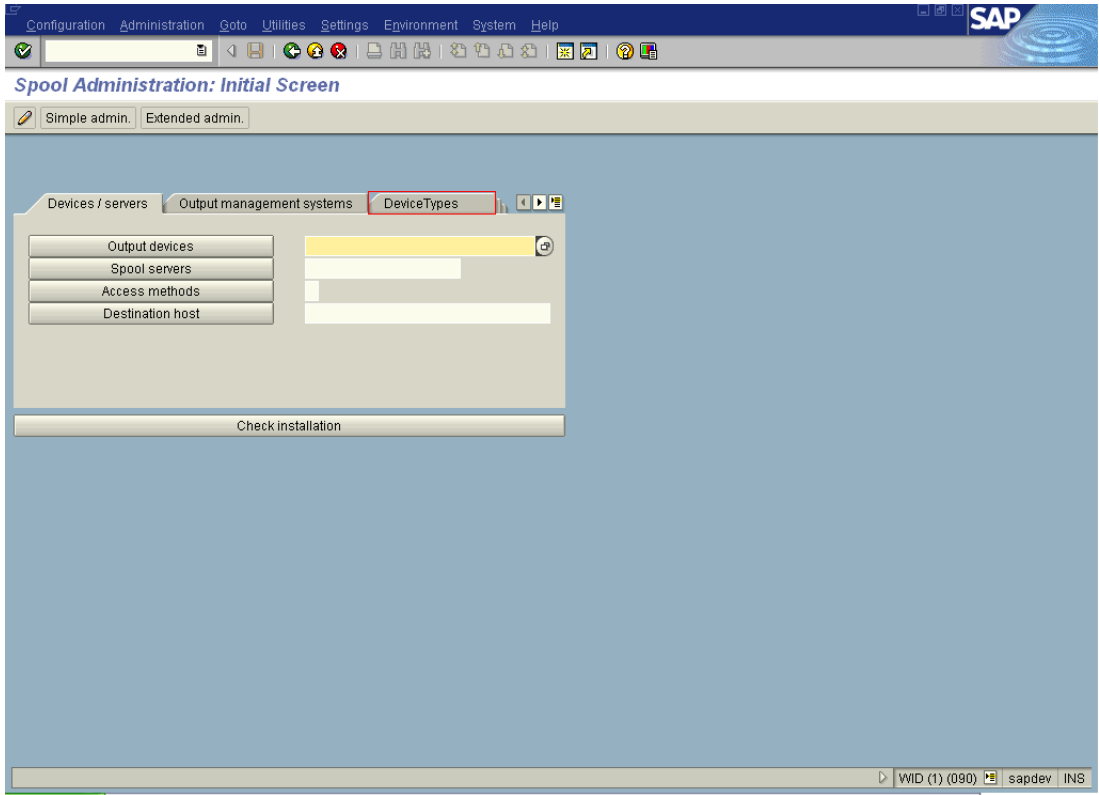 Configuration Administration Goto Utilities Settings Environment System Help
SAP
Spool Administration: Initial Screen
Simple admin. Extended admin.
Devices / servers Output management systems DeviceTypes
Output devices
Spool servers
Access methods
Destination host
Check installation
WID (1) (090) sapdev INS